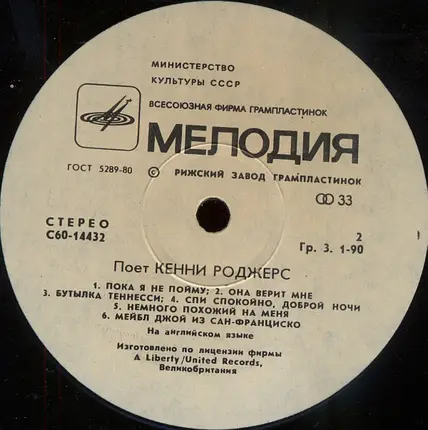 МИНИСТЕРСТВО
КУЛЬТУРЫ СССР
ВСЕСОЮЗНАЯ ФИРМА ГРАМПЛАСТИНОК
МЕЛОДИЯ
ГОСТ 5289-80
© РИЖСКИЙ ЗАВОД ГРАМПЛАСТИНОК
33
СТЕРЕО
С60-14432
2
Гр. 3. 1-90
Поет КЕННИ РОДЖЕРС
1. ПОКА Я НЕ ПОЙМУ; 2. ОНА ВЕРИТ МНЕ
3. БУТЫЛКА ТЕННЕССИ; 4. СПИ СПОКОЙНО, ДОБРОЙ НОЧИ
5. НЕМНОГО ПОХОЖИЙ НА МЕНЯ
6. МЕЙБЛ ДЖОЙ ИЗ САН-ФРАНЦИСКО
На английском языке
Изготовлено по лицензии фирмы
Δ Liberty/United Records,
Великобритания